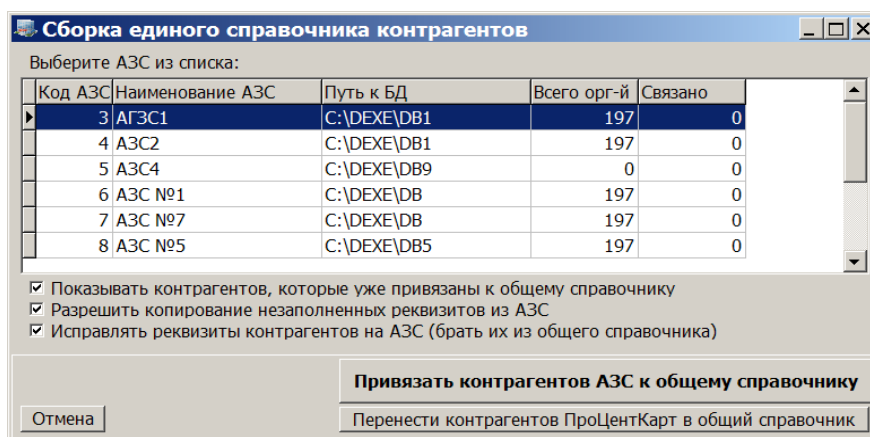 Сборка единого справочника контрагентов
Выберите АЗС из списка:
Код АЗС Наименование АЗС Путь к БД Всего орг-й Связано
3 АГЗС1 C:\DEXE\DB1 197 0
4 АЗС2 C:\DEXE\DB1 197 0
5 АЗС4 C:\DEXE\DB9 0 0
6 АЗС №1 C:\DEXE\DB 197 0
7 АЗС №7 C:\DEXE\DB 197 0
8 АЗС №5 C:\DEXE\DB5 197 0
Показывать контрагентов, которые уже привязаны к общему справочнику
Разрешить копирование незаполненных реквизитов из АЗС
Исправлять реквизиты контрагентов на АЗС (брать их из общего справочника)
Привязать контрагентов АЗС к общему справочнику
Отмена Перенести контрагентов ПроЦентКарт в общий справочник